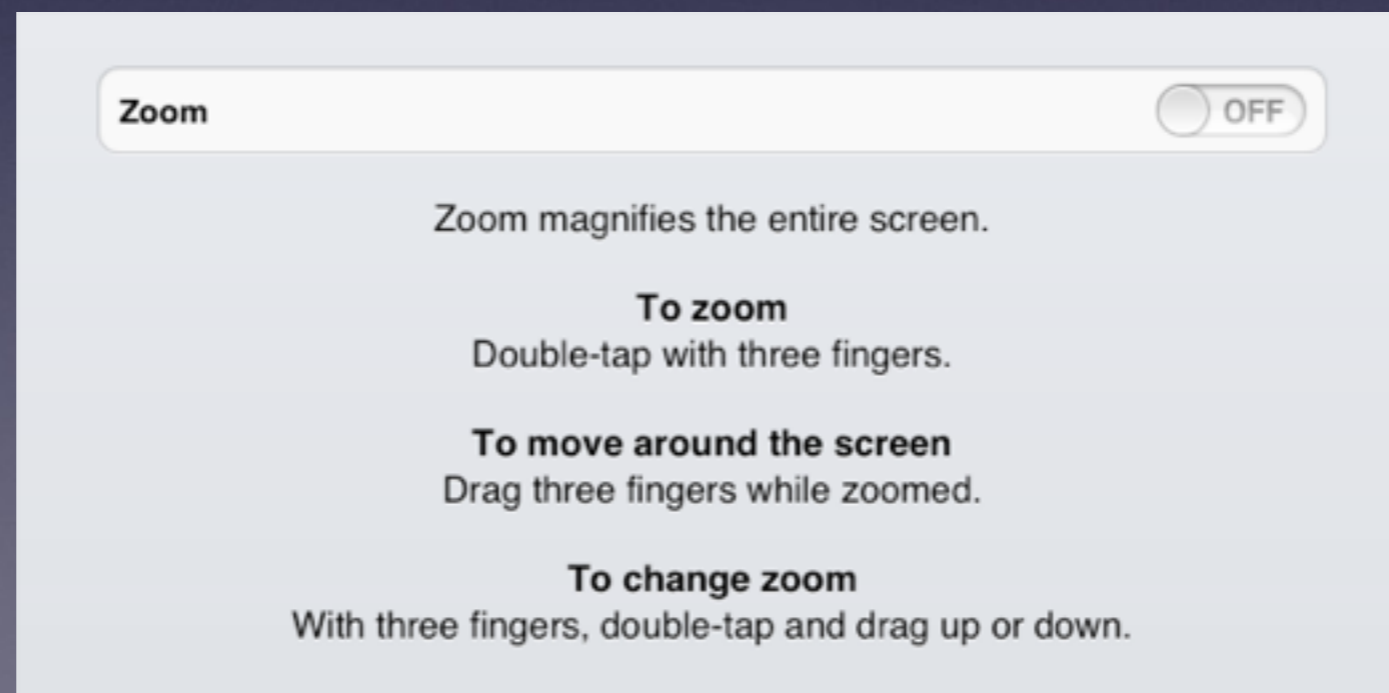 Zoom OFF
Zoom magnifies the entire screen.
To zoom
Double-tap with three fingers.
To move around the screen
Drag three fingers while zoomed.
To change zoom
With three fingers, double-tap and drag up or down.